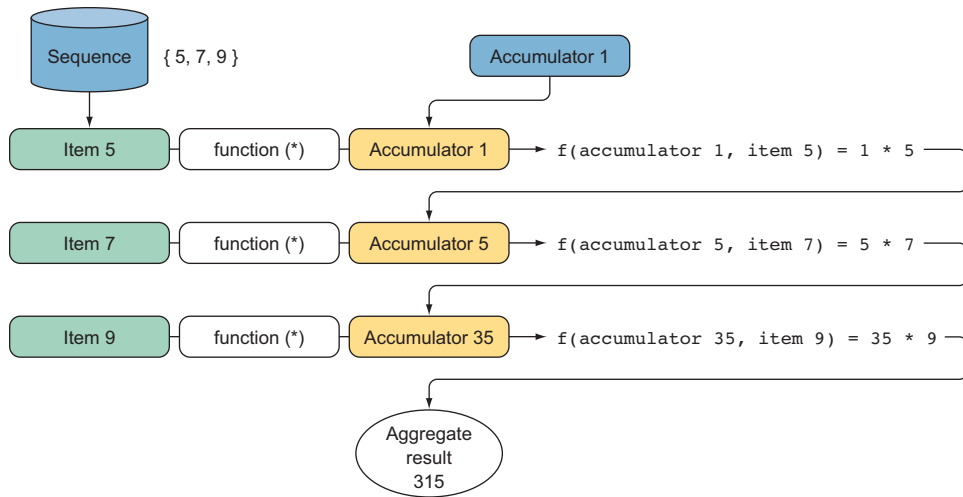 Sequence
{ 5, 7, 9 }
Accumulator 1
Item 5
function (*)
Accumulator 1
f(accumulator 1, item 5) = 1 * 5
Item 7
function (*)
Accumulator 5
f(accumulator 5, item 7) = 5 * 7
Item 9
function (*)
Accumulator 35
f(accumulator 35, item 9) = 35 * 9
Aggregate
result
315